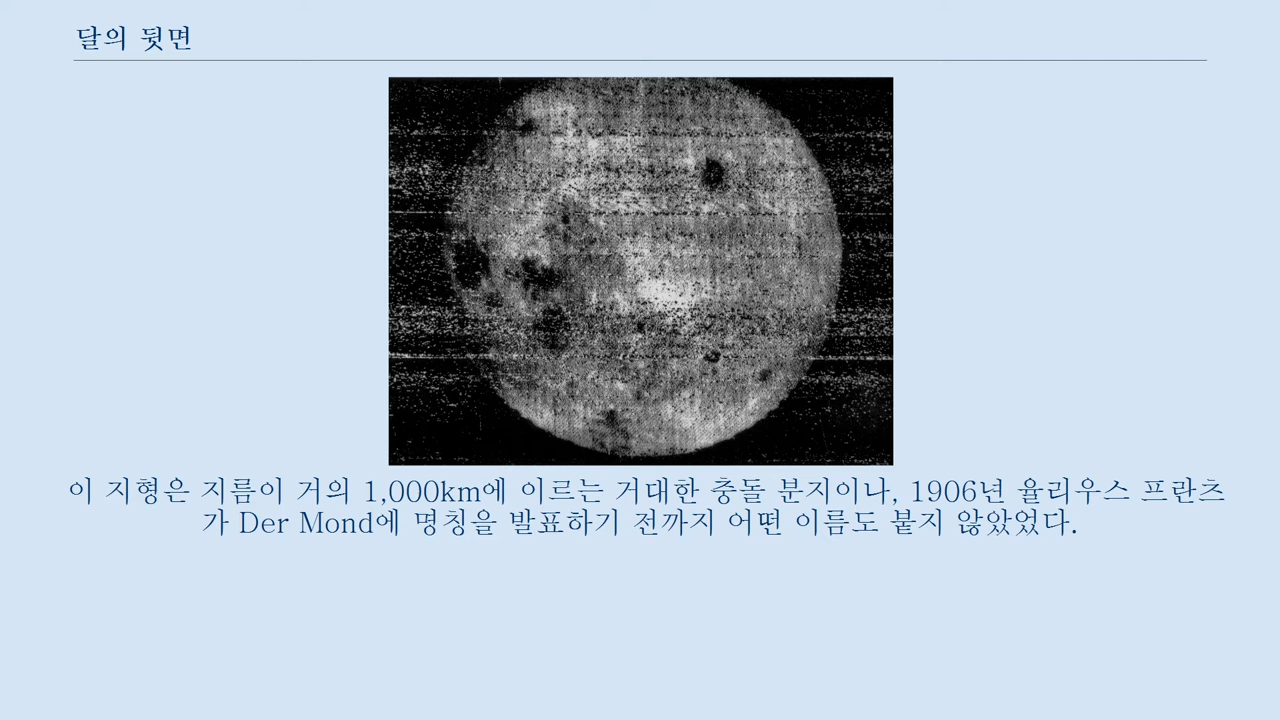 달의 뒷면
이 지형은 지름이 거의 1,000km에 이르는 거대한 충돌 분지이나, 1906년 율리우스 프란츠
가 Der Mond에 명칭을 발표하기 전까지 어떤 이름도 붙지 않았었다.